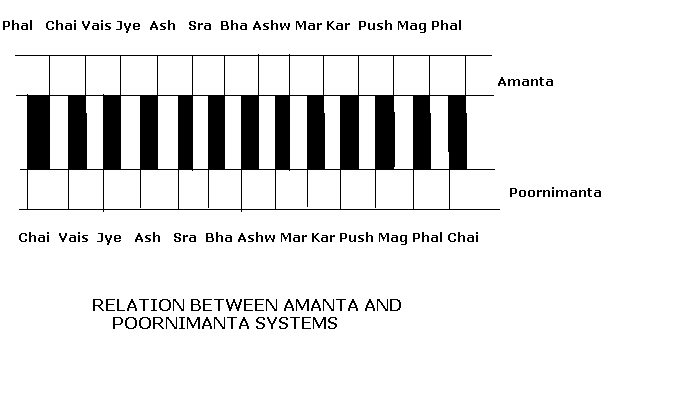 Phal Chai Vais Jye Ash Sra Bha Ashw Mar Kar Push Mag Phal
Amanta
Poornimanta
Chai Vais Jye Ash Sra Bha Ashw Mar Kar Push Mag Phal Chai
RELATION BETWEEN AMANTA AND
POORNIMANTA SYSTEMS